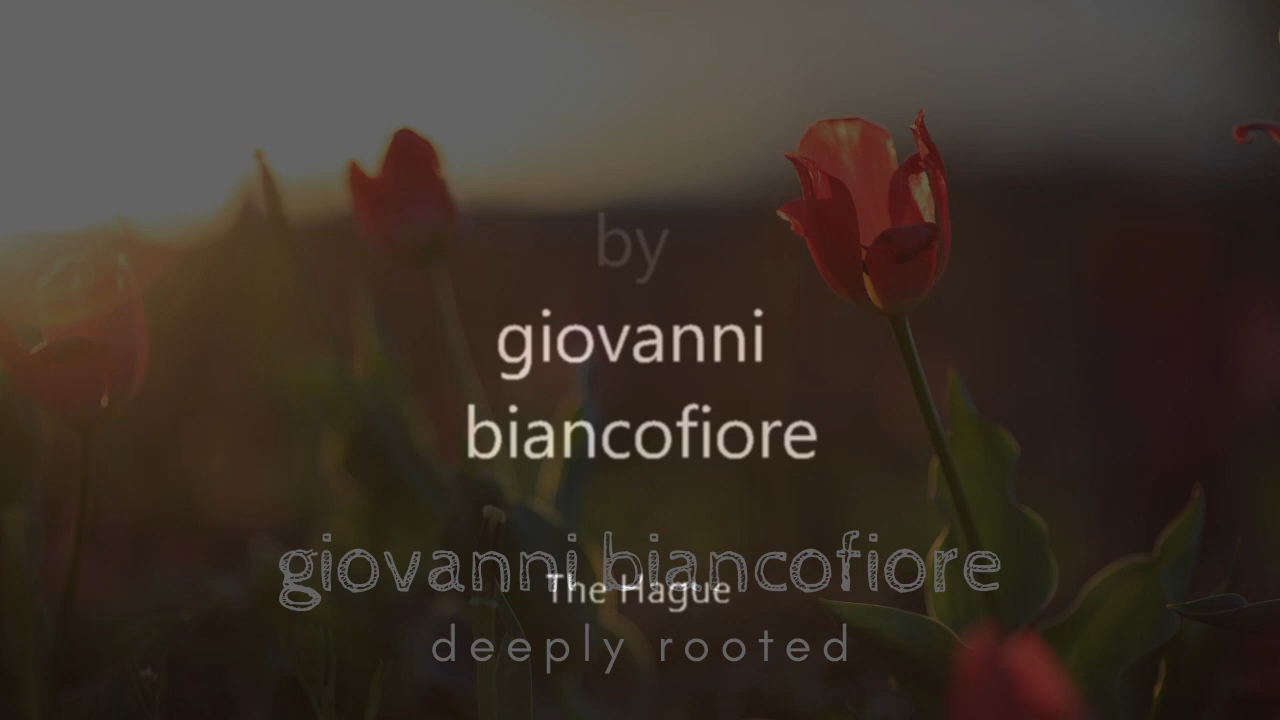 by
giovanni
biancofiore
giovanni biancofiore
The Hague
deeply rooted